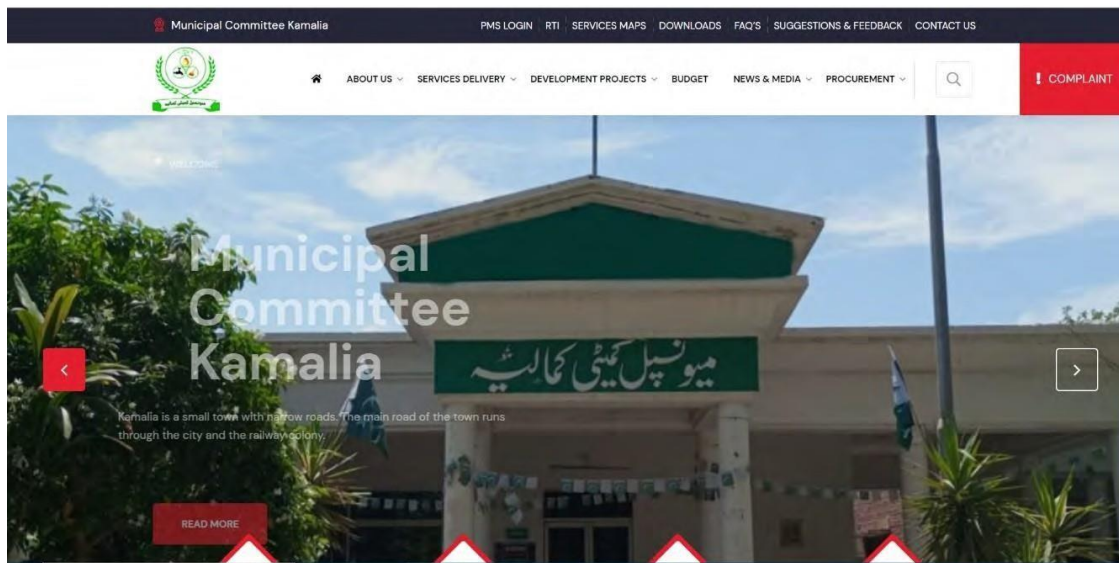 Municipal Committee Kamalia
PMS LOGIN RTI SERVICES MAPS DOWNLOADS FAQ'S SUGGESTIONS & FEEDBACK CONTACT US
ABOUT US SERVICES DELIVERY DEVELOPMENT PROJECTS BUDGET NEWS & MEDIA PROCUREMENT
! COMPLAINT
WELCOME
Municipal
Committee
Kamalia
میونسپل کمیٹی کمالیہ
Kamalia is a small town with narrow roads. The main road of the town runs
through the city and the railway colony.
READ MORE